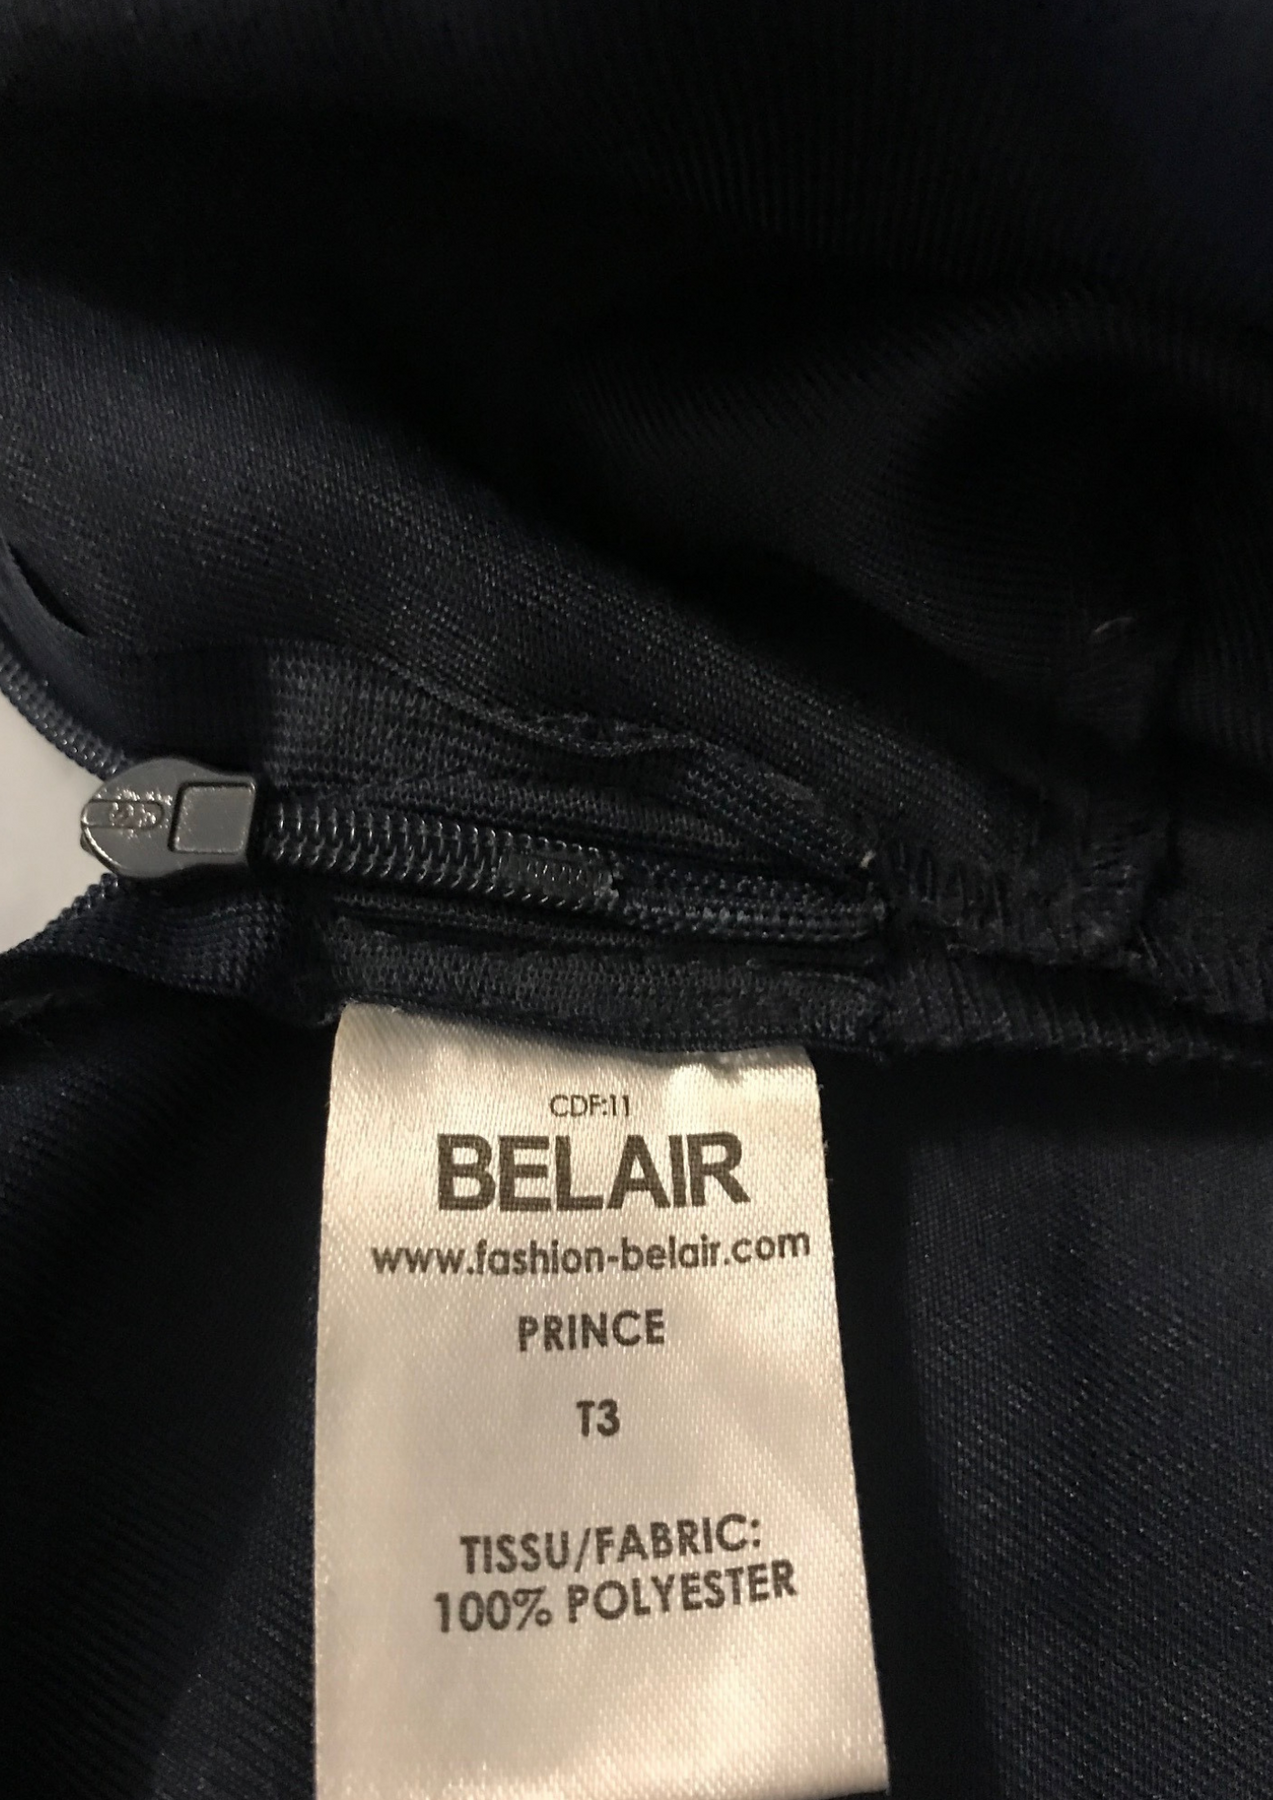 CDF:11
BELAIR
www.fashion-belair.com
PRINCE
T3
TISSU/FABRIC:
100% POLYESTER